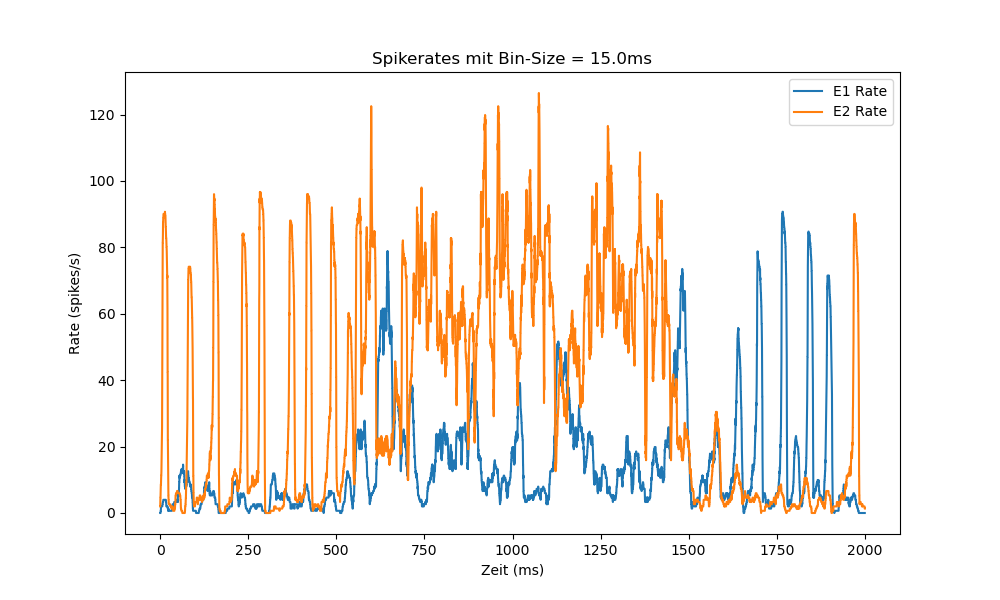 Spikerates mit Bin-Size = 15.0ms
E1 Rate
E2 Rate
Rate (spikes/s)
120
100
80
60
40
20
0
0 250 500 750 1000 1250 1500 1750 2000
Zeit (ms)